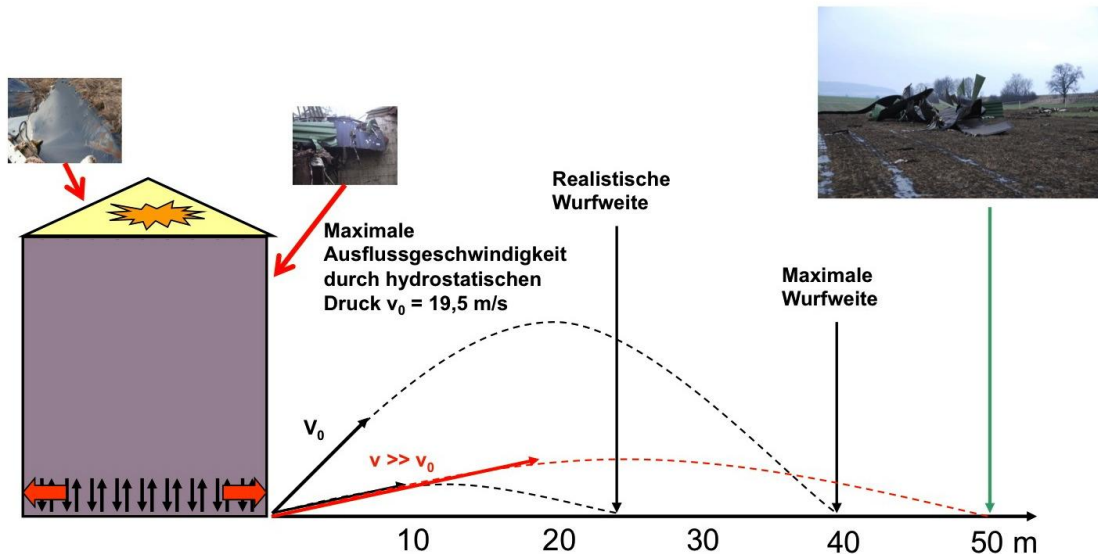 Realistische
Wurfweite
Maximale
Ausflussgeschwindigkeit
durch hydrostatischen
Druck v₀ = 19,5 m/s
Maximale
Wurfweite
V₀
v >> v₀
10 20 30 40 50 m